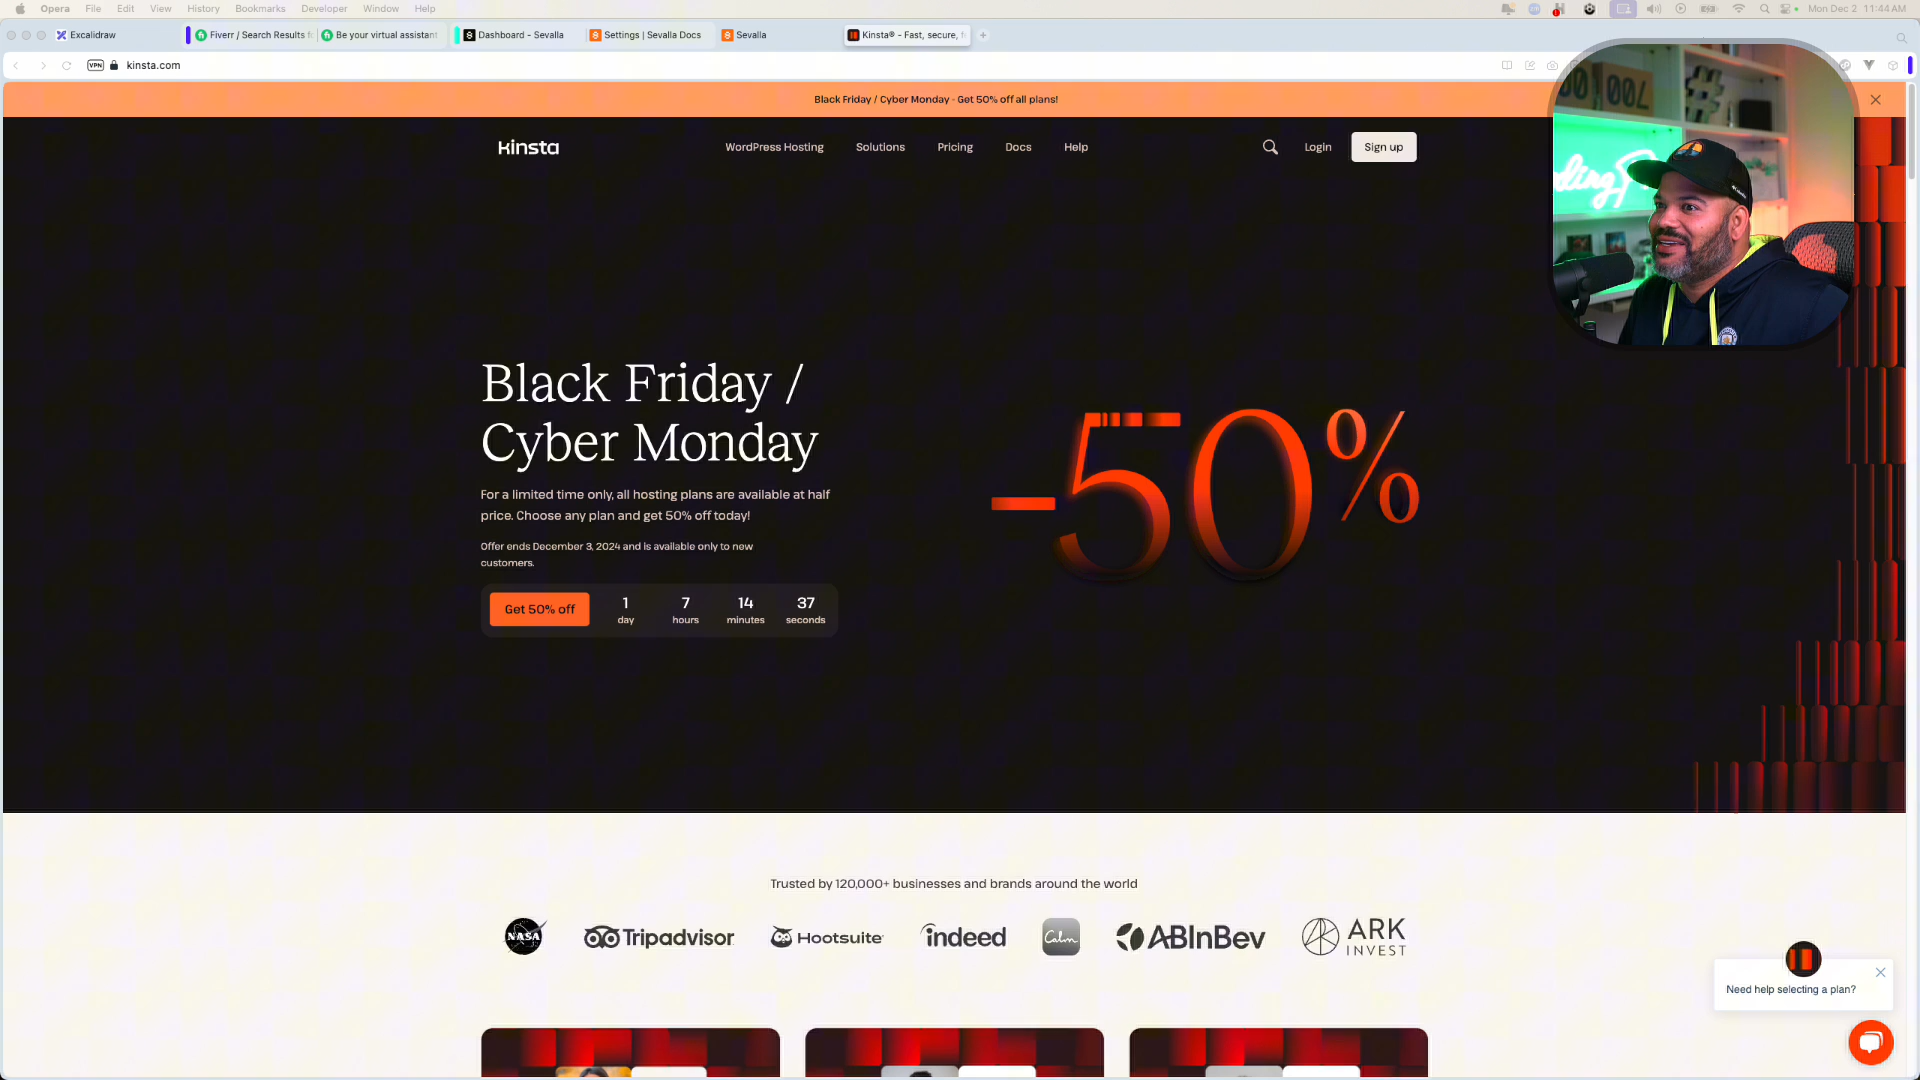 Opera File Edit View History Bookmarks Developer Window Help
Mon Dec 2 11:44 AM
Excalidraw
Fiverr / Search Results f
Be your virtual assistant
Dashboard - Sevalla
Settings | Sevalla Docs
Sevalla
Kinsta® - Fast, secure, f
VPN
kinsta.com
Black Friday / Cyber Monday - Get 50% off all plans!
Kinsta
WordPress Hosting
Solutions
Pricing
Docs
Help
Login
Sign up
Black Friday /
Cyber Monday
For a limited time only, all hosting plans are available at half
price. Choose any plan and get 50% off today!
Offer ends December 3, 2024 and is available only to new
customers.
Get 50% off
1 7 14 37
day hours minutes seconds
-50%
Trusted by 120,000+ businesses and brands around the world
NASA
Tripadvisor
Hootsuite
indeed
Calm
ABInBev
ARK
INVEST
Need help selecting a plan?